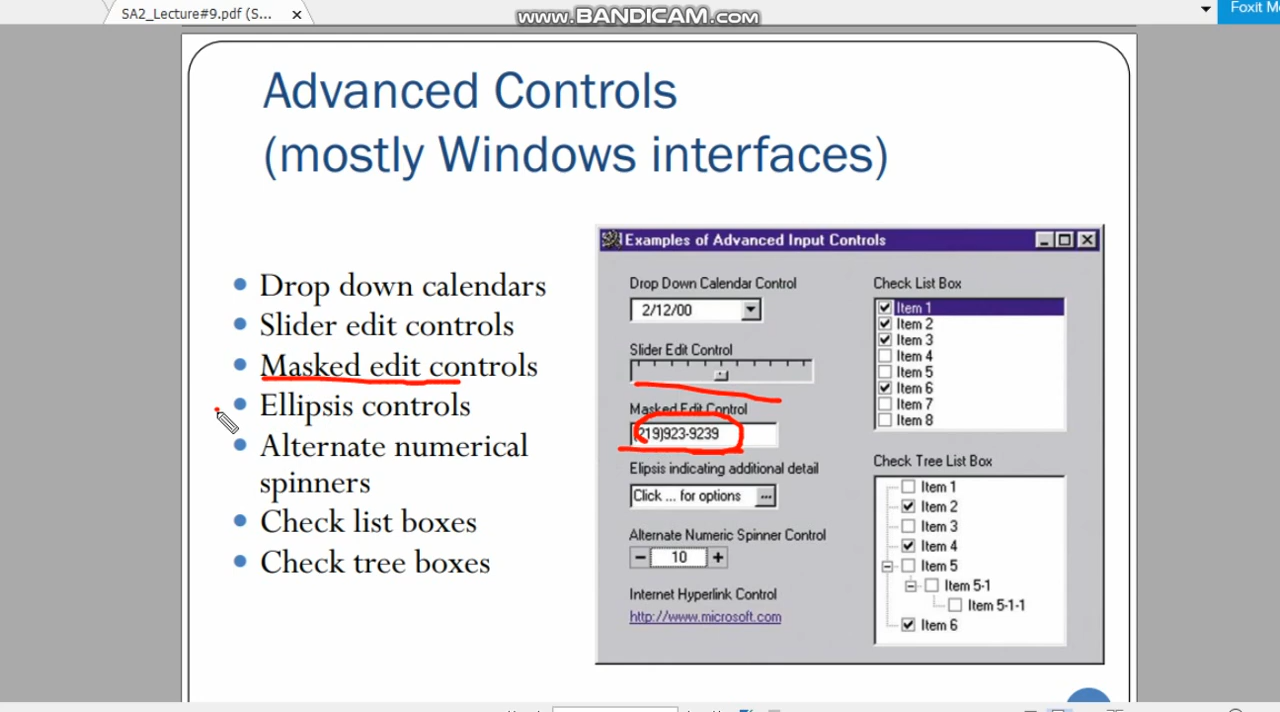 SA2_Lecture#9.pdf (S...
www.BANDICAM.com
Foxit M
Advanced Controls
(mostly Windows interfaces)
Drop down calendars
Slider edit controls
Masked edit controls
Ellipsis controls
Alternate numerical
spinners
Check list boxes
Check tree boxes
Examples of Advanced Input Controls
Drop Down Calendar Control
2/12/00
Slider Edit Control
Masked Edit Control
(219)923-9239
Elipsis indicating additional detail
Click ... for options
...
Alternate Numeric Spinner Control
10
Internet Hyperlink Control
http://www.microsoft.com
Check List Box
Item 1
Item 2
Item 3
Item 4
Item 5
Item 6
Item 7
Item 8
Check Tree List Box
Item 1
Item 2
Item 3
Item 4
Item 5
Item 5-1
Item 5-1-1
Item 6